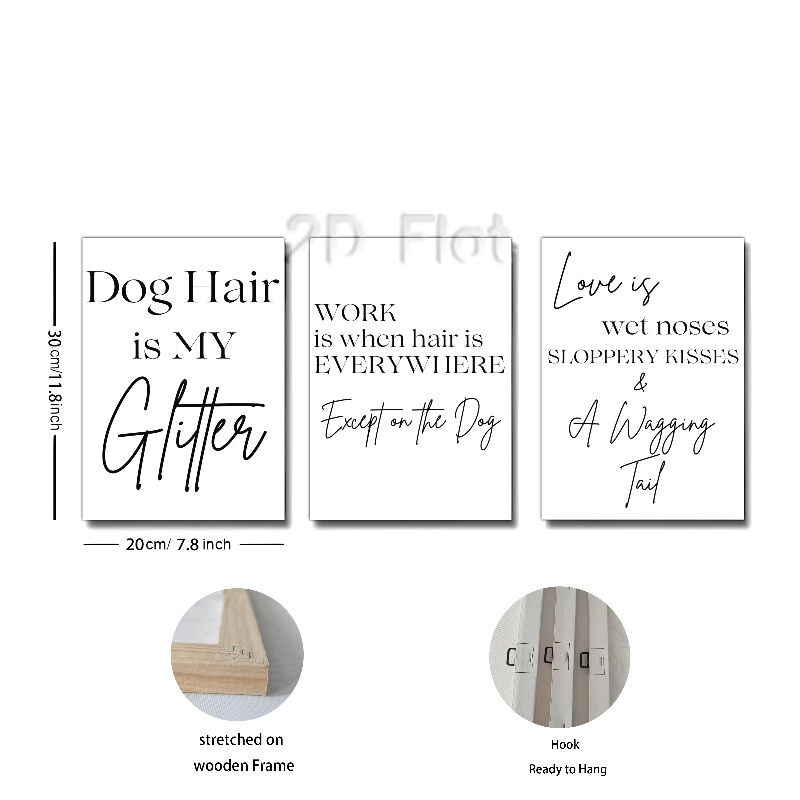 2D Flat
Dog Hair
is MY
Glitter
WORK
is when hair is
EVERYWHERE
Except on the Dog
Love is
wet noses
SLOPPERY KISSES
&
A Wagging
Tail
30cm/11.8inch
20cm/ 7.8 inch
stretched on
wooden Frame
Hook
Ready to Hang